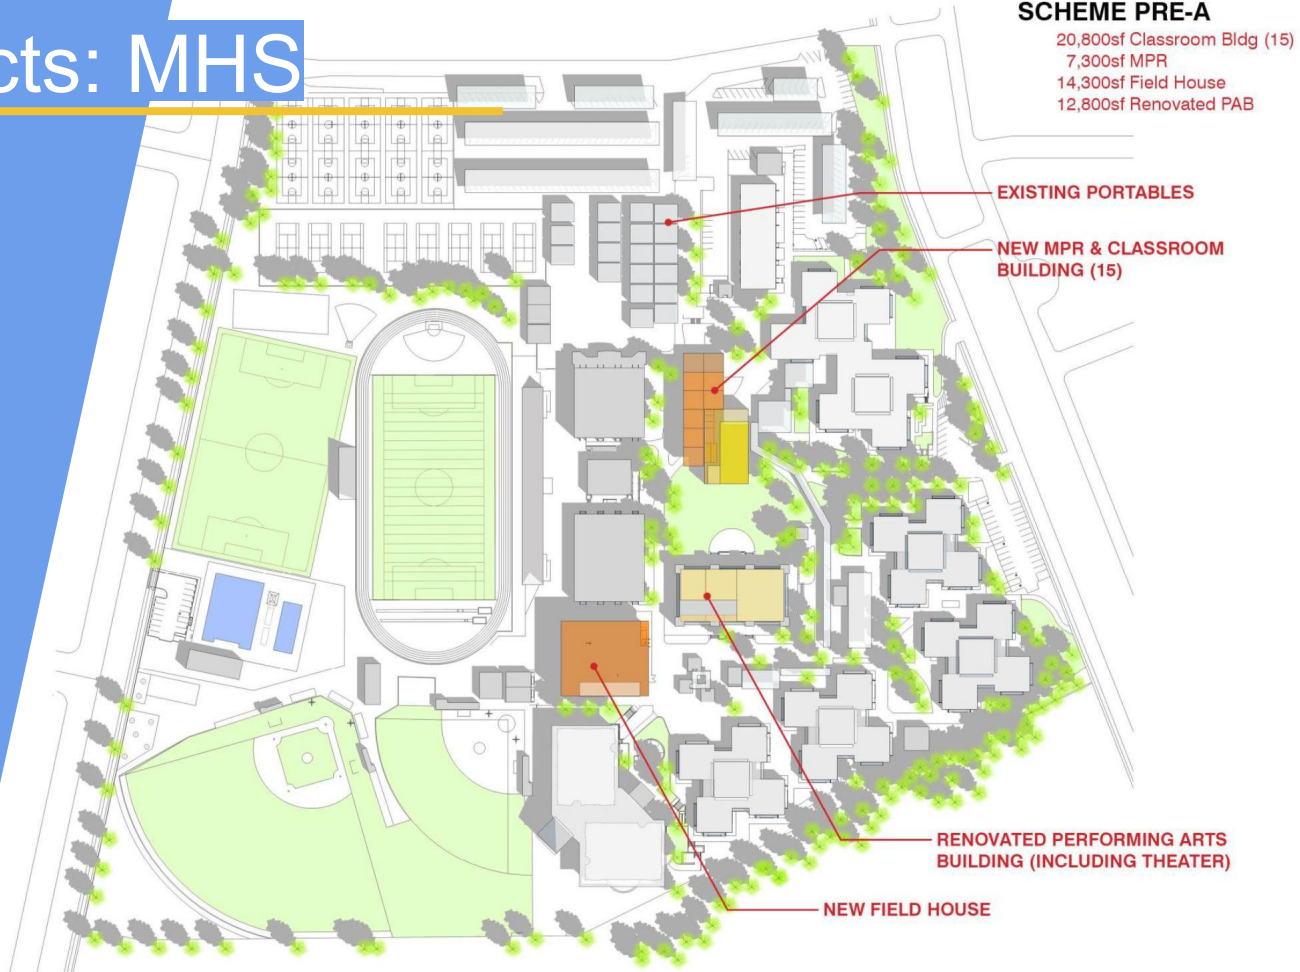 cts: MHS
SCHEME PRE-A
20,800sf Classroom Bldg (15)
7,300sf MPR
14,300sf Field House
12,800sf Renovated PAB
EXISTING PORTABLES
NEW MPR & CLASSROOM
BUILDING (15)
RENOVATED PERFORMING ARTS
BUILDING (INCLUDING THEATER)
NEW FIELD HOUSE